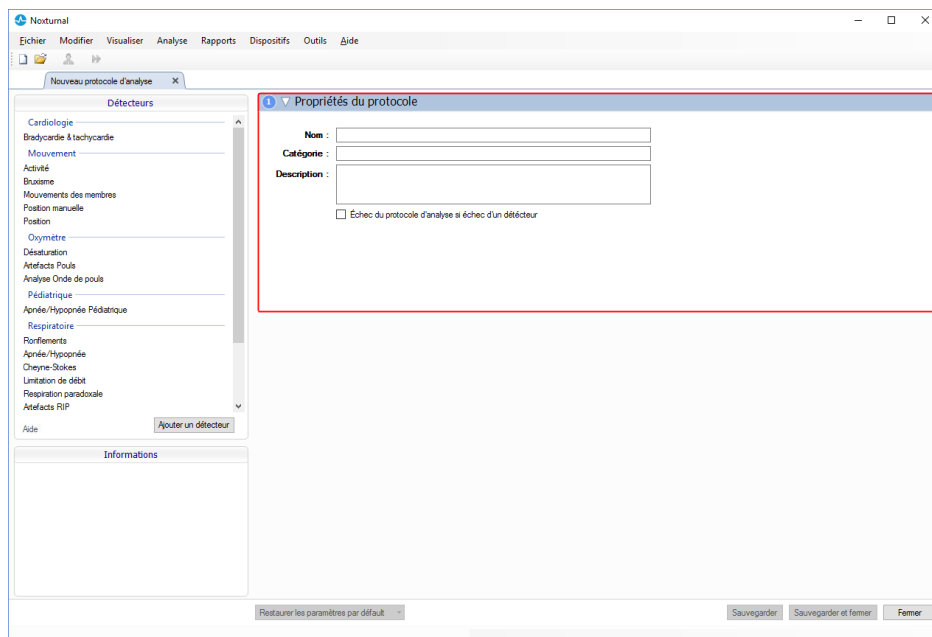 Noxturnal
Fichier Modifier Visualiser Analyse Rapports Dispositifs Outils Aide
Nouveau protocole d'analyse
Détecteurs
Cardiologie
Bradycardie & tachycardie
Mouvement
Activité
Bruxisme
Mouvements des membres
Position manuelle
Position
Oxymètre
Désaturation
Artefacts Pouls
Analyse Onde de pouls
Pédiatrique
Apnée/Hypopnée Pédiatrique
Respiratoire
Ronflements
Apnée/Hypopnée
Cheyne-Stokes
Limitation de débit
Respiration paradoxale
Artefacts RIP
Aide
Ajouter un détecteur
Informations
1 Propriétés du protocole
Nom :
Catégorie :
Description :
Échec du protocole d'analyse si échec d'un détécteur
Restaurer les paramètres par défault
Sauvegarder
Sauvegarder et fermer
Fermer